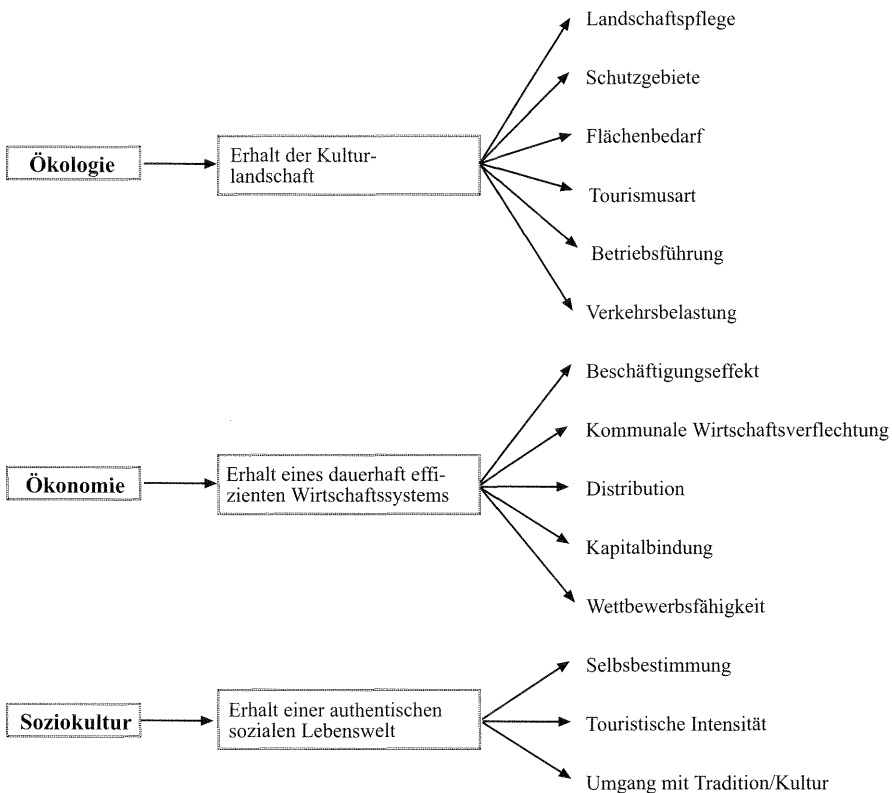 Ökologie
Erhalt der Kultur-
landschaft
Landschaftspflege
Schutzgebiete
Flächenbedarf
Tourismusart
Betriebsführung
Verkehrsbelastung
Ökonomie
Erhalt eines dauerhaft effi-
zienten Wirtschaftssystems
Beschäftigungseffekt
Kommunale Wirtschaftsverflechtung
Distribution
Kapitalbindung
Wettbewerbsfähigkeit
Soziokultur
Erhalt einer authentischen
sozialen Lebenswelt
Selbsbestimmung
Touristische Intensität
Umgang mit Tradition/Kultur